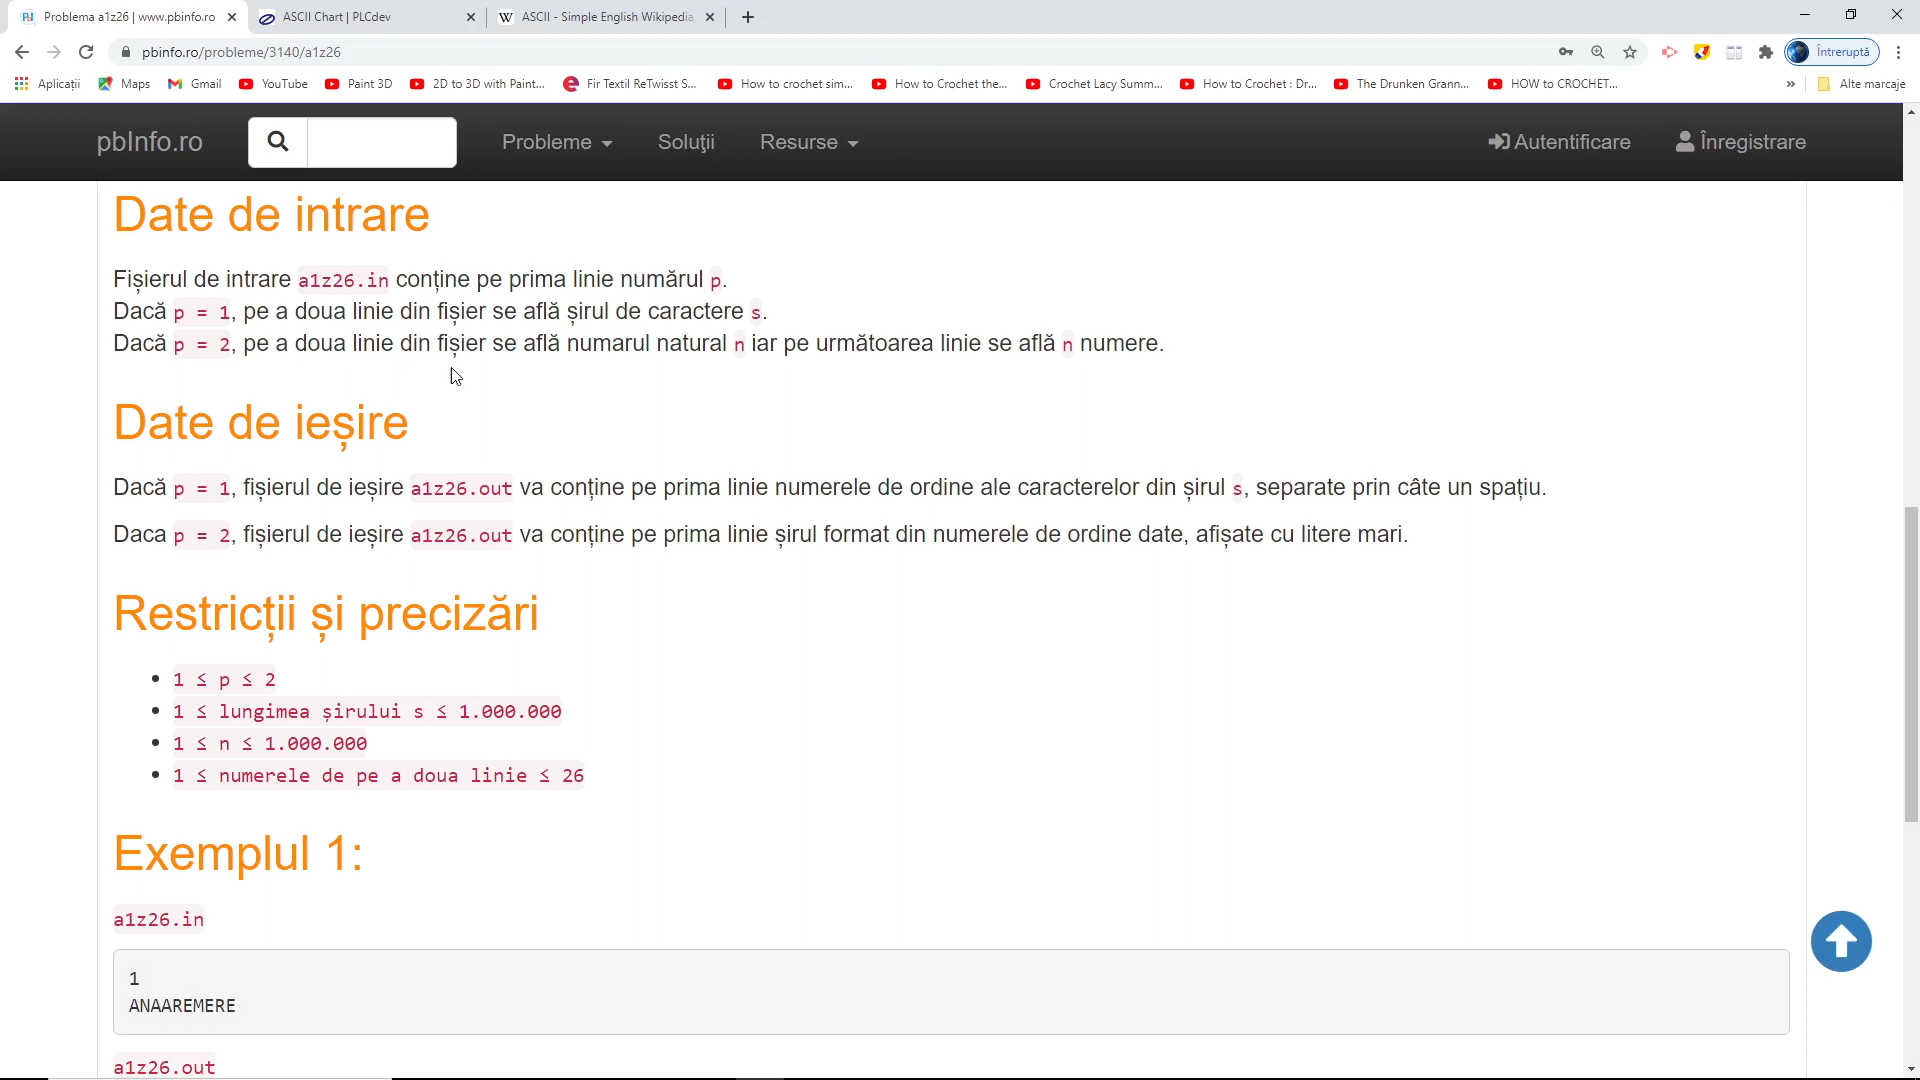 Problema a1z26 | www.pbinfo.ro
ASCII Chart | PLCdev
ASCII - Simple English Wikipedia,
pbinfo.ro/probleme/3140/a1z26
Întreruptă
Aplicații
Maps
Gmail
YouTube
Paint 3D
2D to 3D with Paint...
Fir Textil ReTwisst S...
How to crochet sim...
How to Crochet the...
Crochet Lacy Summ...
How to Crochet : Dr...
The Drunken Grann...
HOW to CROCHET...
»
Alte marcaje
pbInfo.ro
Probleme
Soluţii
Resurse
Autentificare
Înregistrare
Date de intrare
Fișierul de intrare a1z26.in conține pe prima linie numărul p.
Dacă p = 1, pe a doua linie din fișier se află șirul de caractere s.
Dacă p = 2, pe a doua linie din fișier se află numarul natural n iar pe următoarea linie se află n numere.
Date de ieșire
Dacă p = 1, fișierul de ieșire a1z26.out va conține pe prima linie numerele de ordine ale caracterelor din șirul s, separate prin câte un spațiu.
Daca p = 2, fișierul de ieșire a1z26.out va conține pe prima linie șirul format din numerele de ordine date, afișate cu litere mari.
Restricții și precizări
1 ≤ p ≤ 2
1 ≤ lungimea șirului s ≤ 1.000.000
1 ≤ n ≤ 1.000.000
1 ≤ numerele de pe a doua linie ≤ 26
Exemplul 1:
a1z26.in
1
ANAAREMERE
a1z26.out